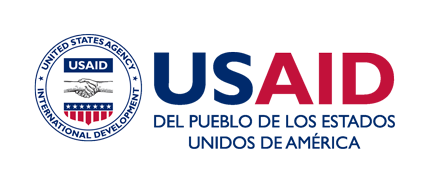 UNITED STATES AGENCY
USAID
INTERNATIONAL DEVELOPMENT
USAID
DEL PUEBLO DE LOS ESTADOS
UNIDOS DE AMÉRICA